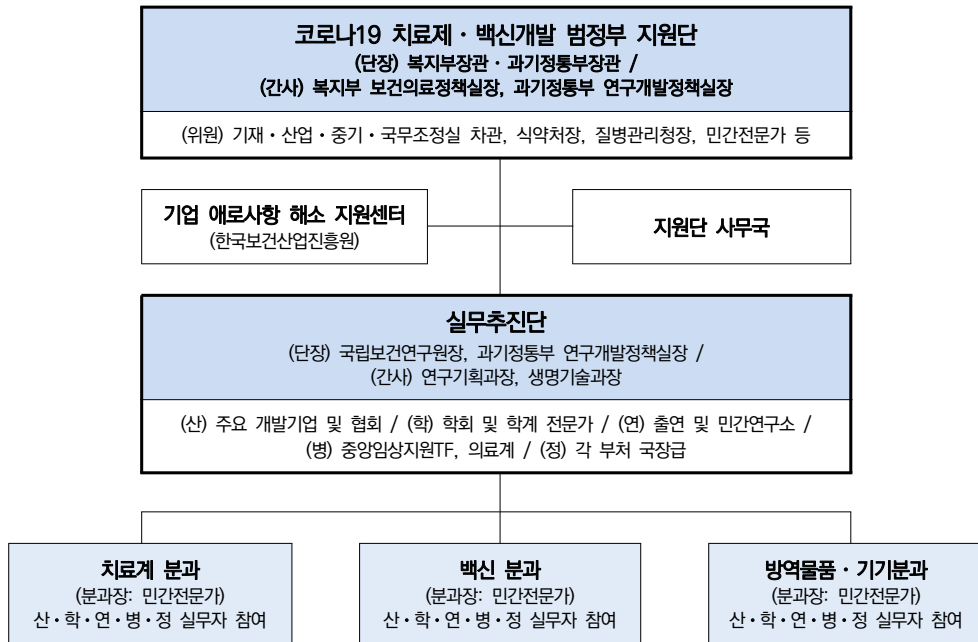 코로나19 치료제・백신개발 범정부 지원단
(단장) 복지부장관・과기정통부장관 /
(간사) 복지부 보건의료정책실장, 과기정통부 연구개발정책실장
(위원) 기재・산업・중기・국무조정실 차관, 식약처장, 질병관리청장, 민간전문가 등
기업 애로사항 해소 지원센터
(한국보건산업진흥원)
지원단 사무국
실무추진단
(단장) 국립보건연구원장, 과기정통부 연구개발정책실장 /
(간사) 연구기획과장, 생명기술과장
(산) 주요 개발기업 및 협회 / (학) 학회 및 학계 전문가 / (연) 출연 및 민간연구소 /
(병) 중앙임상지원TF, 의료계 / (정) 각 부처 국장급
치료계 분과
(분과장: 민간전문가)
산・학・연・병・정 실무자 참여
백신 분과
(분과장: 민간전문가)
산・학・연・병・정 실무자 참여
방역물품・기기분과
(분과장: 민간전문가)
산・학・연・병・정 실무자 참여